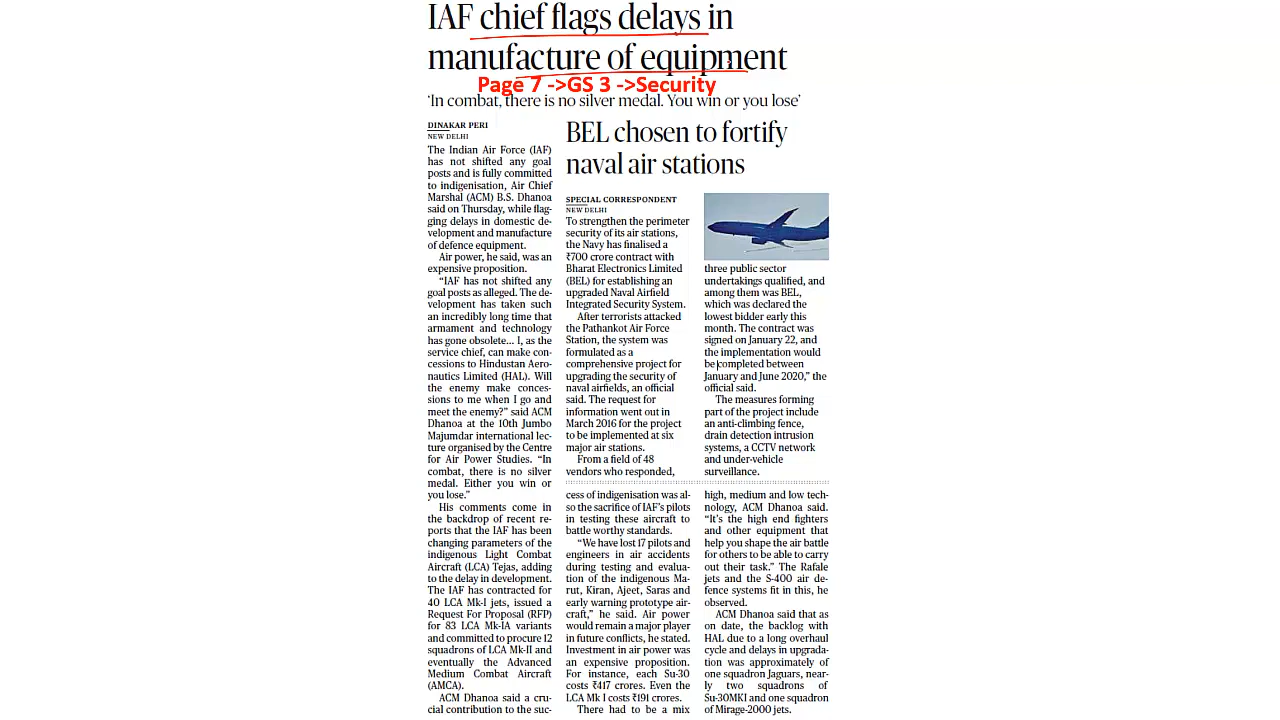 IAF chief flags delays in
manufacture of equipment
Page 7 ->GS 3 ->Security
‘In combat, there is no silver medal. You win or you lose’
DINAKAR PERI
NEW DELHI
The Indian Air Force (IAF)
has not shifted any goal
posts and is fully committed
to indigenisation, Air Chief
Marshal (ACM) B.S. Dhanoa
said on Thursday, while flag-
ging delays in domestic de-
velopment and manufacture
of defence equipment.
Air power, he said, was an
expensive proposition.
“IAF has not shifted any
goal posts as alleged. The de-
velopment has taken such
an incredibly long time that
armament and technology
has gone obsolete... I, as the
service chief, can make con-
cessions to Hindustan Aero-
nautics Limited (HAL). Will
the enemy make conces-
sions to me when I go and
meet the enemy?” said ACM
Dhanoa at the 10th Jumbo
Majumdar international lec-
ture organised by the Centre
for Air Power Studies. “In
combat, there is no silver
medal. Either you win or
you lose.”
His comments come in
the backdrop of recent re-
ports that the IAF has been
changing parameters of the
indigenous Light Combat
Aircraft (LCA) Tejas, adding
to the delay in development.
The IAF has contracted for
40 LCA Mk-I jets, issued a
Request For Proposal (RFP)
for 83 LCA Mk-IA variants
and committed to procure 12
squadrons of LCA Mk-II and
eventually the Advanced
Medium Combat Aircraft
(AMCA).
ACM Dhanoa said a cru-
cial contribution to the suc-
BEL chosen to fortify
naval air stations
SPECIAL CORRESPONDENT
NEW DELHI
To strengthen the perimeter
security of its air stations,
the Navy has finalised a
₹700 crore contract with
Bharat Electronics Limited
(BEL) for establishing an
upgraded Naval Airfield
Integrated Security System.
After terrorists attacked
the Pathankot Air Force
Station, the system was
formulated as a
comprehensive project for
upgrading the security of
naval airfields, an official
said. The request for
information went out in
March 2016 for the project
to be implemented at six
major air stations.
From a field of 48
vendors who responded,
three public sector
undertakings qualified, and
among them was BEL,
which was declared the
lowest bidder early this
month. The contract was
signed on January 22, and
the implementation would
be completed between
January and June 2020,” the
official said.
The measures forming
part of the project include
an anti-climbing fence,
drain detection intrusion
systems, a CCTV network
and under-vehicle
surveillance.
cess of indigenisation was al-
so the sacrifice of IAF’s pilots
in testing these aircraft to
battle worthy standards.
“We have lost 17 pilots and
engineers in air accidents
during testing and evalua-
tion of the indigenous Ma-
rut, Kiran, Ajeet, Saras and
early warning prototype air-
craft,” he said. Air power
would remain a major player
in future conflicts, he stated.
Investment in air power was
an expensive proposition.
For instance, each Su-30
costs ₹417 crores. Even the
LCA Mk I costs ₹191 crores.
There had to be a mix
high, medium and low tech-
nology, ACM Dhanoa said.
“It’s the high end fighters
and other equipment that
help you shape the air battle
for others to be able to carry
out their task.” The Rafale
jets and the S-400 air de-
fence systems fit in this, he
observed.
ACM Dhanoa said that as
on date, the backlog with
HAL due to a long overhaul
cycle and delays in upgrada-
tion was approximately of
one squadron Jaguars, near-
ly two squadrons of
Su-30MKI and one squadron
of Mirage-2000 jets.